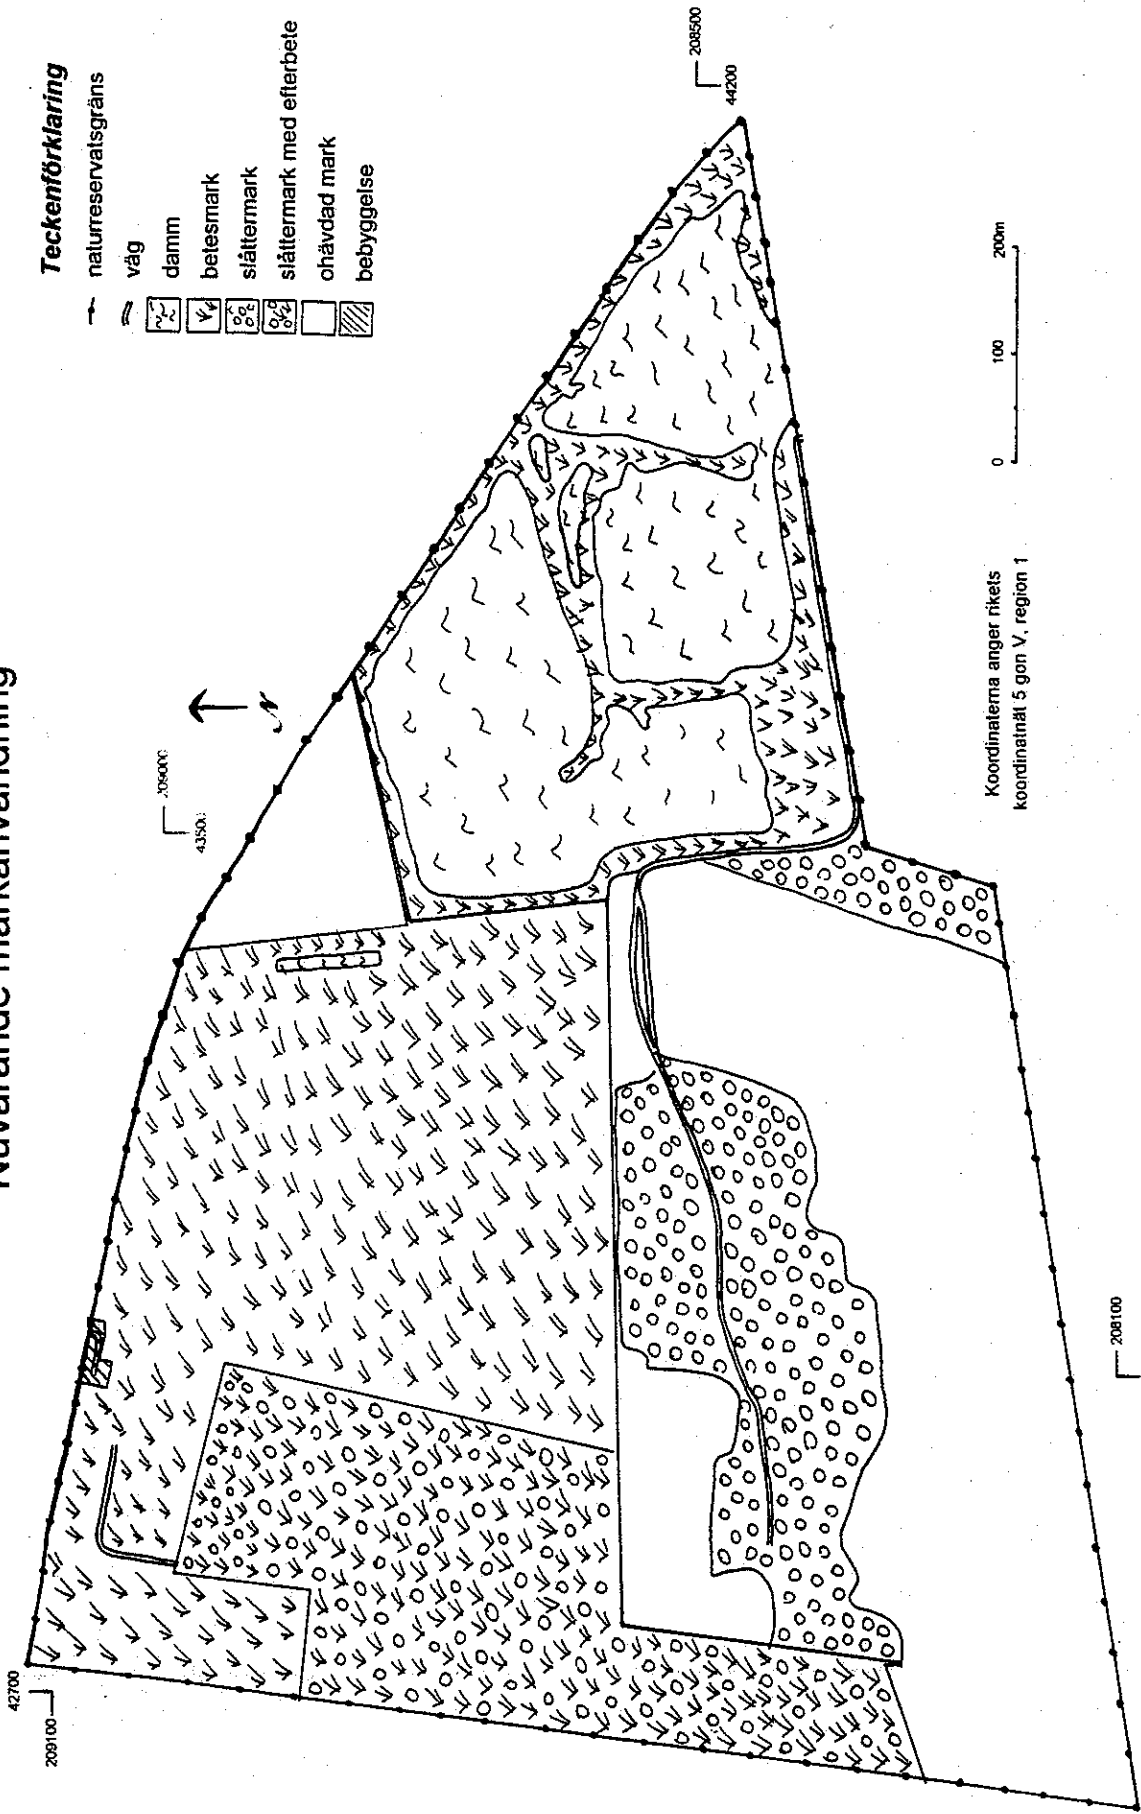 Nuvarande markanvändning
Teckenförklaring
naturreservatsgräns
väg
damm
betesmark
slåttermark
slåttermark med efterbete
ohävdad mark
bebyggelse
42700
209100
209000
43500
N
208500
44200
0 100 200m
Koordinaterna anger rikets
koordinatnät 5 gon V, region 1
208100